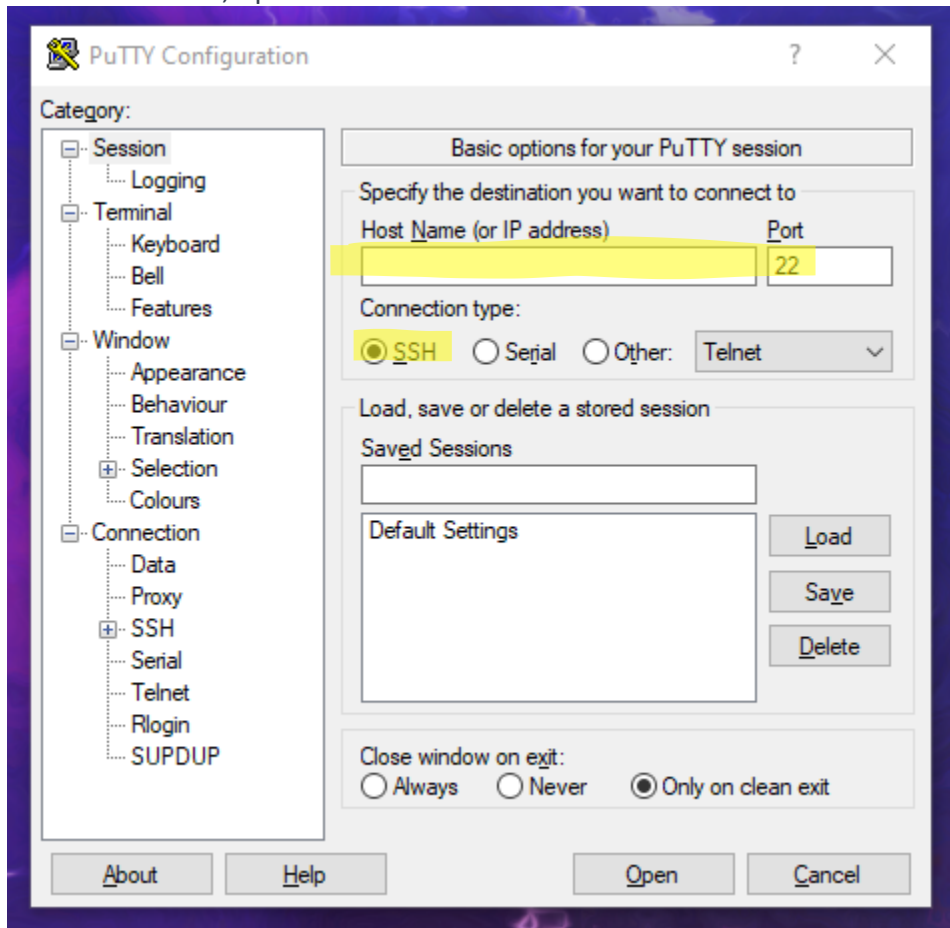 PuTTY Configuration ? ×
Category:
Session
Logging
Terminal
Keyboard
Bell
Features
Window
Appearance
Behaviour
Translation
Selection
Colours
Connection
Data
Proxy
SSH
Serial
Telnet
Rlogin
SUPDUP
Basic options for your PuTTY session
Specify the destination you want to connect to
Host Name (or IP address) Port
22
Connection type:
SSH Serial Other: Telnet
Load, save or delete a stored session
Saved Sessions
Default Settings
Load
Save
Delete
Close window on exit:
Always Never Only on clean exit
About Help Open Cancel